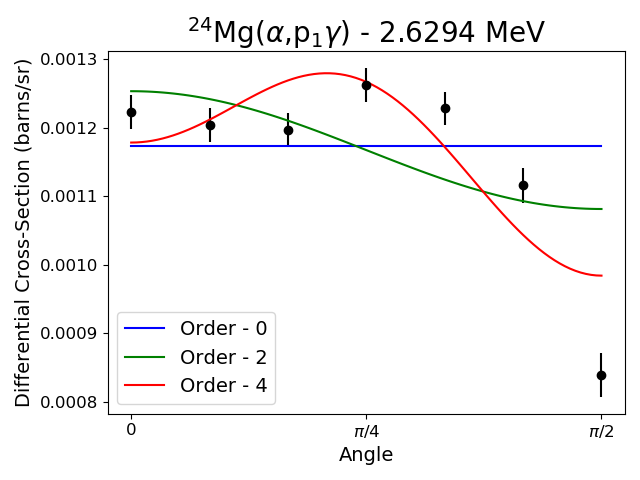 ²⁴Mg(α,p₁γ) - 2.6294 MeV
Differential Cross-Section (barns/sr)
0.0013
0.0012
0.0011
0.0010
0.0009
0.0008
Order - 0
Order - 2
Order - 4
0 π/4 π/2
Angle